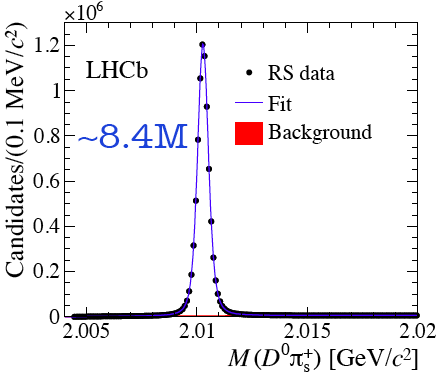 ×10⁶
LHCb
RS data
Fit
Background
~8.4M
Candidates/(0.1 MeV/c²)
1.2
1
0.8
0.6
0.4
0.2
0
2.005 2.01 2.015 2.02
M(D⁰π⁺ₛ) [GeV/c²]